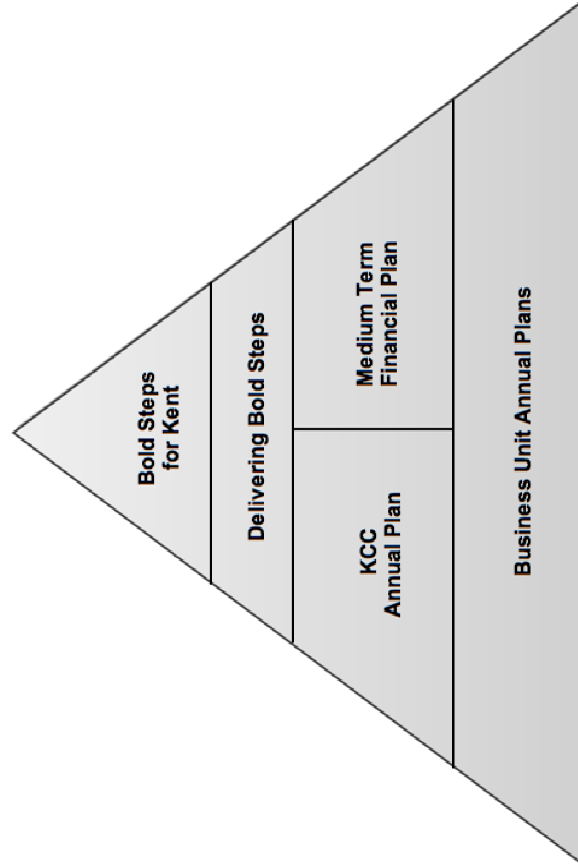 Bold Steps
for Kent
Delivering Bold Steps
KCC
Annual Plan
Medium Term
Financial Plan
Business Unit Annual Plans